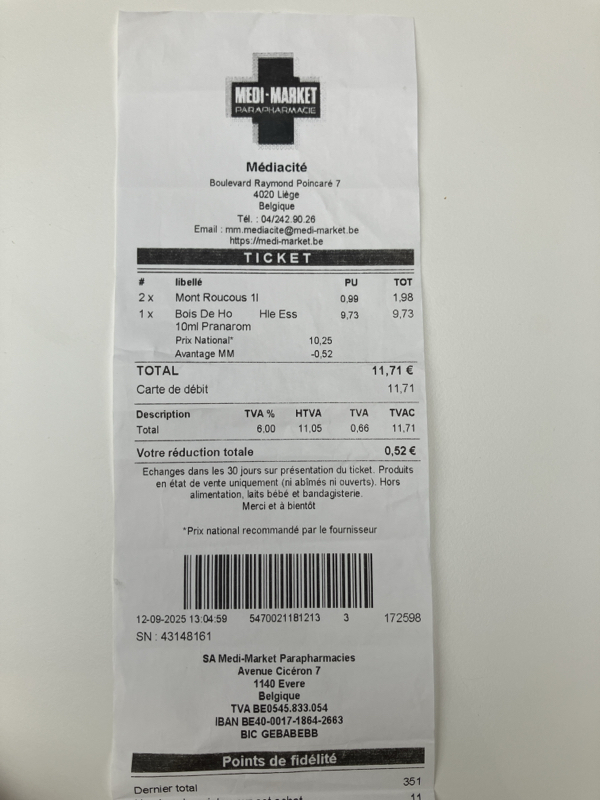 MEDI-MARKET
PARAPHARMACIE
Médiacité
Boulevard Raymond Poincaré 7
4020 Liège
Belgique
Tél. : 04/242.90.26
Email : mm.mediacite@medi-market.be
https://medi-market.be
TICKET
# libellé PU TOT
2 x Mont Roucous 1l 0,99 1,98
1 x Bois De Ho Hle Ess 9,73 9,73
10ml Pranarom
Prix National* 10,25
Avantage MM -0,52
TOTAL 11,71 €
Carte de débit 11,71
Description TVA % HTVA TVA TVAC
Total 6,00 11,05 0,66 11,71
Votre réduction totale 0,52 €
Echanges dans les 30 jours sur présentation du ticket. Produits
en état de vente uniquement (ni abîmés ni ouverts). Hors
alimentation, laits bébé et bandagisterie.
Merci et à bientôt
*Prix national recommandé par le fournisseur
12-09-2025 13:04:59 5470021181213 3 172598
SN : 43148161
SA Medi-Market Parapharmacies
Avenue Cicéron 7
1140 Evere
Belgique
TVA BE0545.833.054
IBAN BE40-0017-1864-2663
BIC GEBABEBB
Points de fidélité
Dernier total 351
11